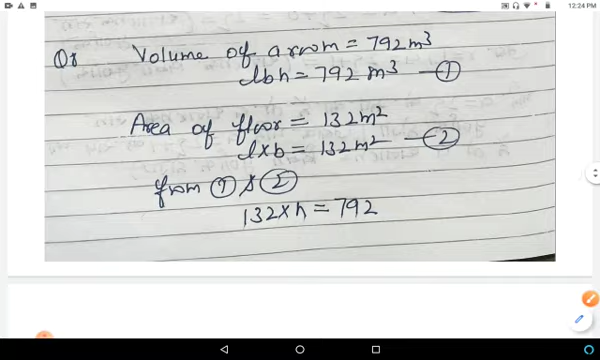 12:24 PM
Q8 Volume of a room = 792 m³
lbh = 792 m³ —①
Area of floor = 132 m²
l×b = 132 m² —②
from ① & ②
132×h = 792